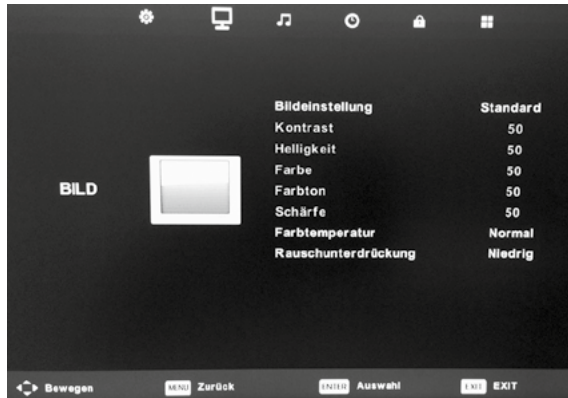 Bildeinstellung Standard
Kontrast 50
Helligkeit 50
Farbe 50
BILD
Farbton 50
Schärfe 50
Farbtemperatur Normal
Rauschunterdrückung Niedrig
Bewegen MENU Zurück ENTER Auswahl EXIT EXIT